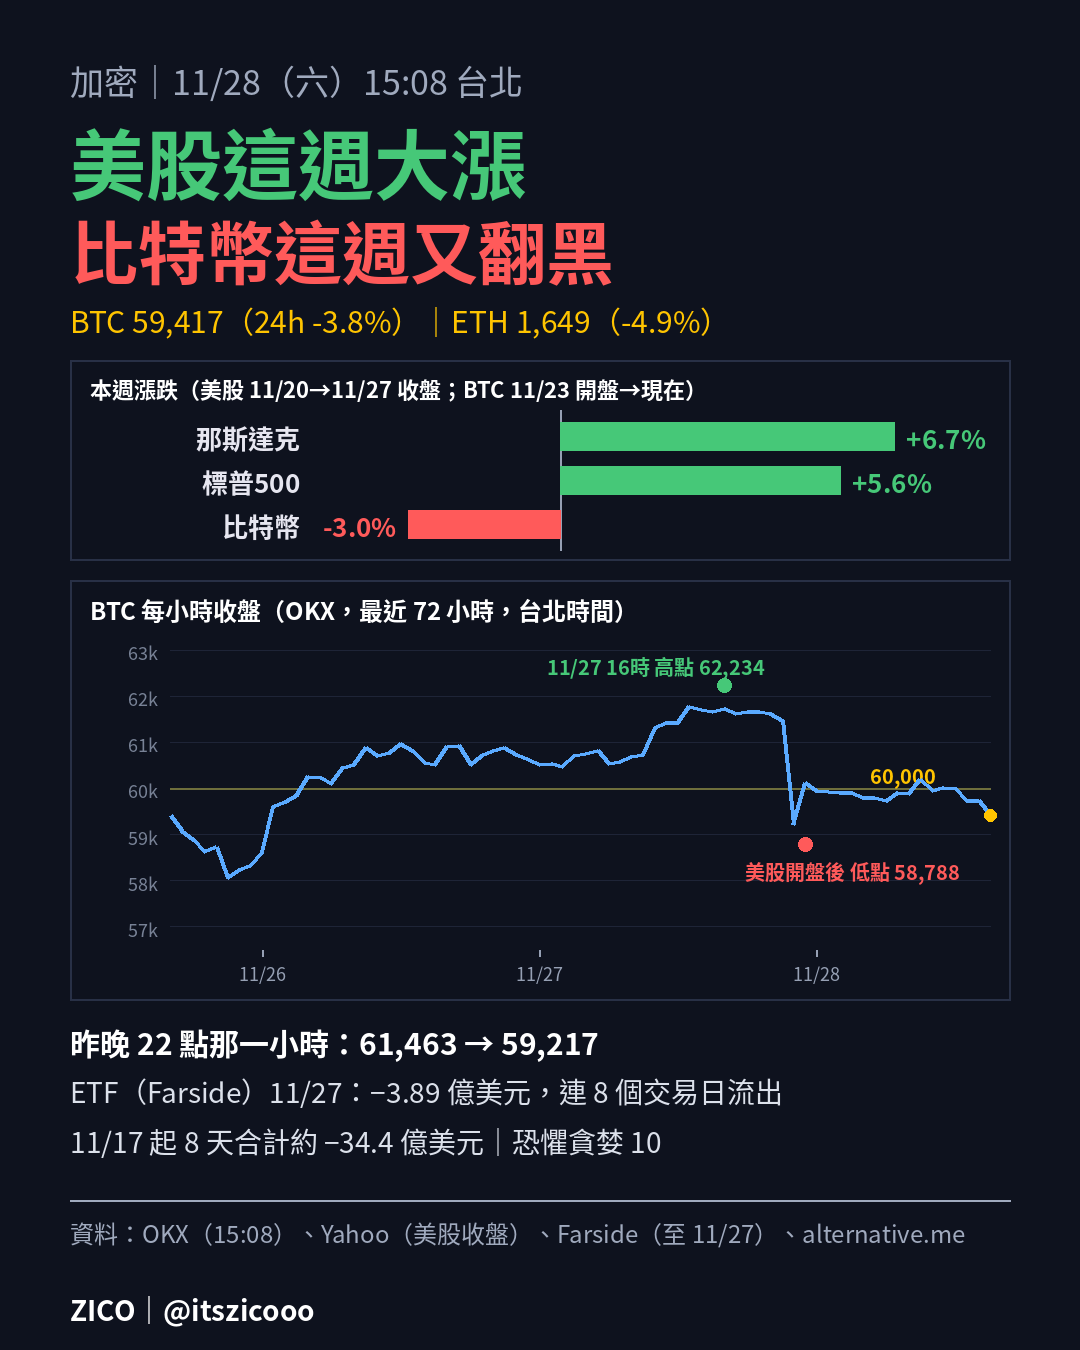 加密｜11/28（六）15:08 台北
美股這週大漲
比特幣這週又翻黑
BTC 59,417（24h -3.8%）｜ETH 1,649（-4.9%）
本週漲跌（美股 11/20→11/27 收盤；BTC 11/23 開盤→現在）
那斯達克 +6.7%
標普500 +5.6%
比特幣 -3.0%
BTC 每小時收盤（OKX，最近 72 小時，台北時間）
63k
11/27 16時 高點 62,234
62k
61k
60,000
60k
59k
美股開盤後 低點 58,788
58k
57k
11/26 11/27 11/28
昨晚 22 點那一小時：61,463 → 59,217
ETF（Farside）11/27：−3.89 億美元，連 8 個交易日流出
11/17 起 8 天合計約 −34.4 億美元｜恐懼貪婪 10
資料：OKX（15:08）、Yahoo（美股收盤）、Farside（至 11/27）、alternative.me
ZICO｜@itszicooo